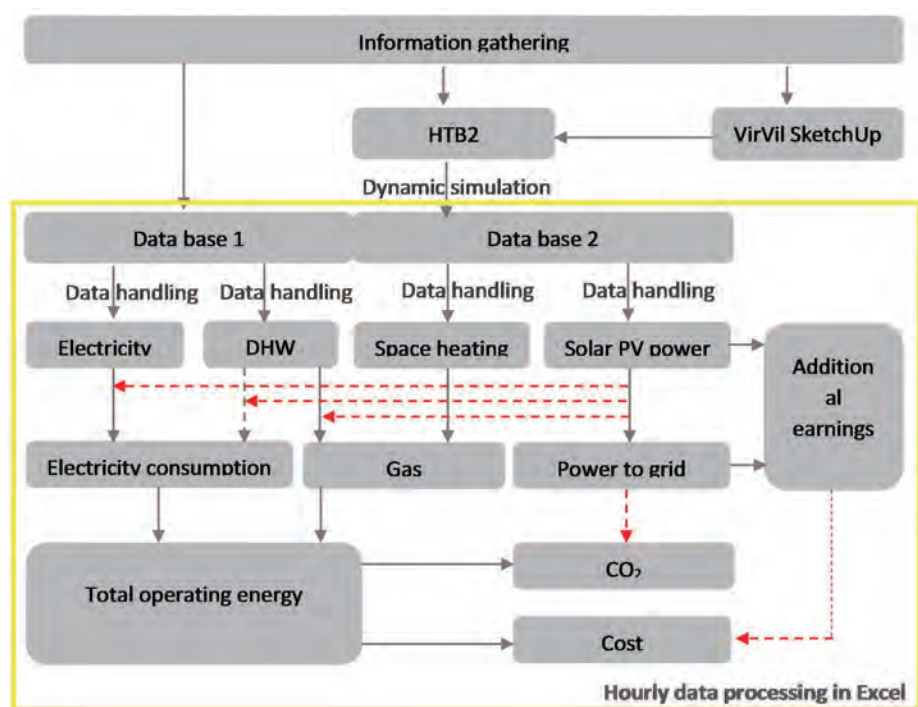 Information gathering
HTB2
VirVil SketchUp
Dynamic simulation
Data base 1
Data base 2
Data handling
Data handling
Data handling
Data handling
Electricity
DHW
Space heating
Solar PV power
Addition
al
earnings
Electricity consumption
Gas
Power to grid
Total operating energy
CO₂
Cost
Hourly data processing in Excel